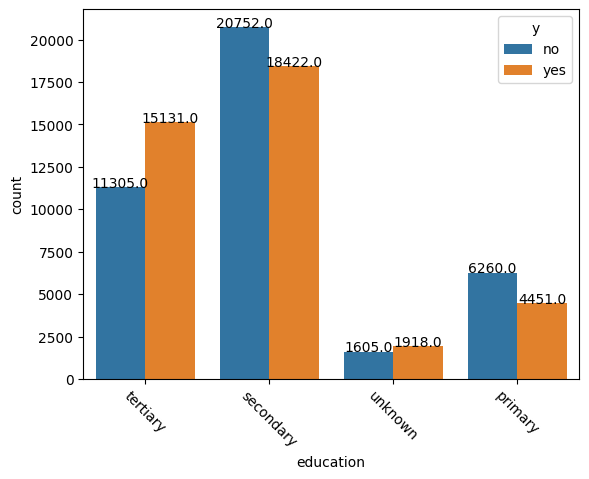 20752.0
y
no
yes
20000
18422.0
17500
15131.0
15000
12500
11305.0
10000
7500
6260.0
5000
4451.0
2500
1605.0
1918.0
0
count
tertiary
secondary
unknown
primary
education